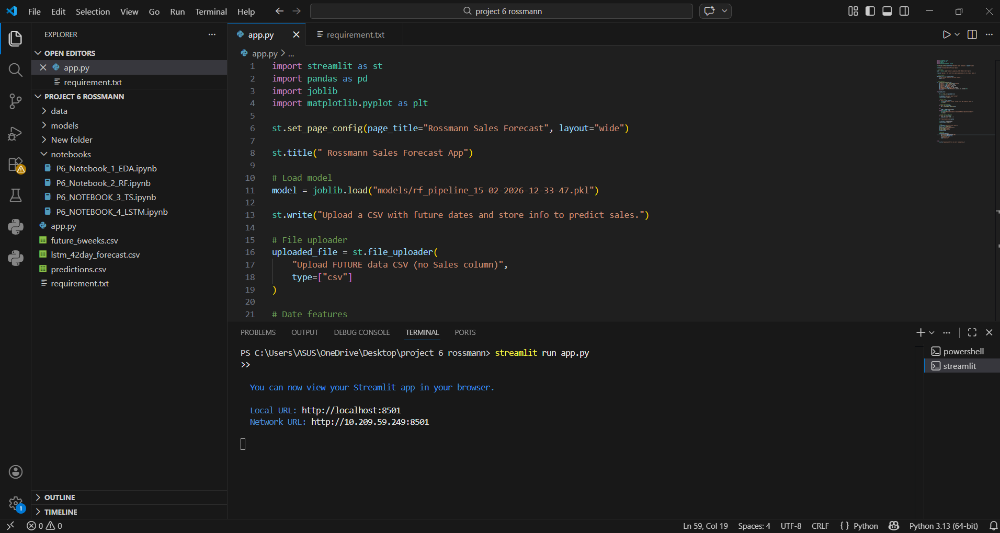 File Edit Selection View Go Run Terminal Help
project 6 rossmann
EXPLORER
OPEN EDITORS
app.py
requirement.txt
PROJECT 6 ROSSMANN
data
models
New folder
notebooks
P6_Notebook_1_EDA.ipynb
P6_Notebook_2_RF.ipynb
P6_NOTEBOOK_3_TS.ipynb
P6_NOTEBOOK_4_LSTM.ipynb
app.py
future_6weeks.csv
lstm_42day_forecast.csv
predictions.csv
requirement.txt
OUTLINE
TIMELINE
1
app.py requirement.txt
app.py > ...
1 import streamlit as st
2 import pandas as pd
3 import joblib
4 import matplotlib.pyplot as plt
5
6 st.set_page_config(page_title="Rossmann Sales Forecast", layout="wide")
7
8 st.title(" Rossmann Sales Forecast App")
9
10 # Load model
11 model = joblib.load("models/rf_pipeline_15-02-2026-12-33-47.pkl")
12
13 st.write("Upload a CSV with future dates and store info to predict sales.")
14
15 # File uploader
16 uploaded_file = st.file_uploader(
17 "Upload FUTURE data CSV (no Sales column)",
18 type=["csv"]
19 )
20
21 # Date features
PROBLEMS OUTPUT DEBUG CONSOLE TERMINAL PORTS
PS C:\Users\ASUS\OneDrive\Desktop\project 6 rossmann> streamlit run app.py
>>
You can now view your Streamlit app in your browser.
Local URL: http://localhost:8501
Network URL: http://10.209.59.249:8501
powershell
streamlit
0 0
Ln 59, Col 19 Spaces: 4 UTF-8 CRLF {} Python Python 3.13 (64-bit)